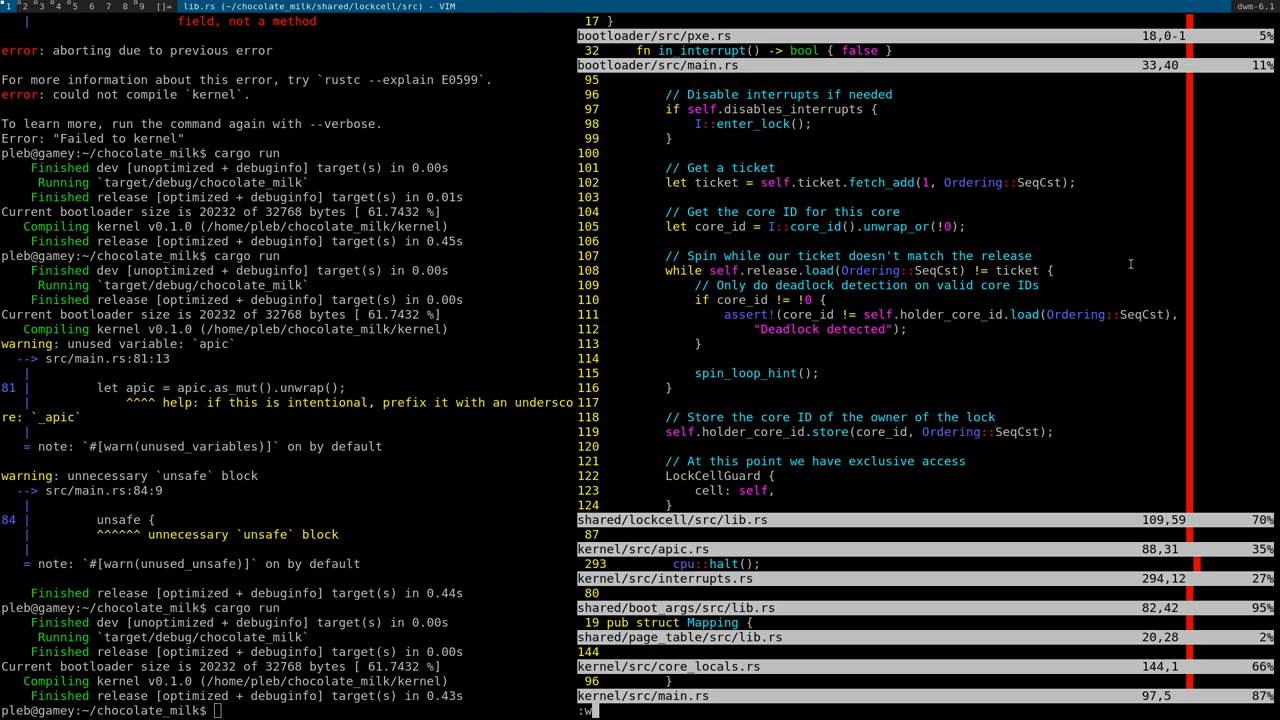 1 2 3 4 5 6 7 8 9 []= lib.rs (~/chocolate_milk/shared/lockcell/src) - VIM dwm-6.1
| field, not a method
error: aborting due to previous error
For more information about this error, try `rustc --explain E0599`.
error: could not compile `kernel`.
To learn more, run the command again with --verbose.
Error: "Failed to kernel"
pleb@gamey:~/chocolate_milk$ cargo run
Finished dev [unoptimized + debuginfo] target(s) in 0.00s
Running `target/debug/chocolate_milk`
Finished release [optimized + debuginfo] target(s) in 0.01s
Current bootloader size is 20232 of 32768 bytes [ 61.7432 %]
Compiling kernel v0.1.0 (/home/pleb/chocolate_milk/kernel)
Finished release [optimized + debuginfo] target(s) in 0.45s
pleb@gamey:~/chocolate_milk$ cargo run
Finished dev [unoptimized + debuginfo] target(s) in 0.00s
Running `target/debug/chocolate_milk`
Finished release [optimized + debuginfo] target(s) in 0.00s
Current bootloader size is 20232 of 32768 bytes [ 61.7432 %]
Compiling kernel v0.1.0 (/home/pleb/chocolate_milk/kernel)
warning: unused variable: `apic`
--> src/main.rs:81:13
|
81 | let apic = apic.as_mut().unwrap();
| ^^^^ help: if this is intentional, prefix it with an undersco
re: `_apic`
|
= note: `#[warn(unused_variables)]` on by default
warning: unnecessary `unsafe` block
--> src/main.rs:84:9
|
84 | unsafe {
| ^^^^^^ unnecessary `unsafe` block
|
= note: `#[warn(unused_unsafe)]` on by default
Finished release [optimized + debuginfo] target(s) in 0.44s
pleb@gamey:~/chocolate_milk$ cargo run
Finished dev [unoptimized + debuginfo] target(s) in 0.00s
Running `target/debug/chocolate_milk`
Finished release [optimized + debuginfo] target(s) in 0.00s
Current bootloader size is 20232 of 32768 bytes [ 61.7432 %]
Compiling kernel v0.1.0 (/home/pleb/chocolate_milk/kernel)
Finished release [optimized + debuginfo] target(s) in 0.43s
pleb@gamey:~/chocolate_milk$
17 }
bootloader/src/pxe.rs 18,0-1 5%
32 fn in_interrupt() -> bool { false }
bootloader/src/main.rs 33,40 11%
95
96 // Disable interrupts if needed
97 if self.disables_interrupts {
98 I::enter_lock();
99 }
100
101 // Get a ticket
102 let ticket = self.ticket.fetch_add(1, Ordering::SeqCst);
103
104 // Get the core ID for this core
105 let core_id = I::core_id().unwrap_or(!0);
106
107 // Spin while our ticket doesn't match the release
108 while self.release.load(Ordering::SeqCst) != ticket {
109 // Only do deadlock detection on valid core IDs
110 if core_id != !0 {
111 assert!(core_id != self.holder_core_id.load(Ordering::SeqCst),
112 "Deadlock detected");
113 }
114
115 spin_loop_hint();
116 }
117
118 // Store the core ID of the owner of the lock
119 self.holder_core_id.store(core_id, Ordering::SeqCst);
120
121 // At this point we have exclusive access
122 LockCellGuard {
123 cell: self,
124 }
shared/lockcell/src/lib.rs 109,59 70%
87
kernel/src/apic.rs 88,31 35%
293 cpu::halt();
kernel/src/interrupts.rs 294,12 27%
80
shared/boot_args/src/lib.rs 82,42 95%
19 pub struct Mapping {
shared/page_table/src/lib.rs 20,28 2%
144
kernel/src/core_locals.rs 144,1 66%
96 }
kernel/src/main.rs 97,5 87%
:w